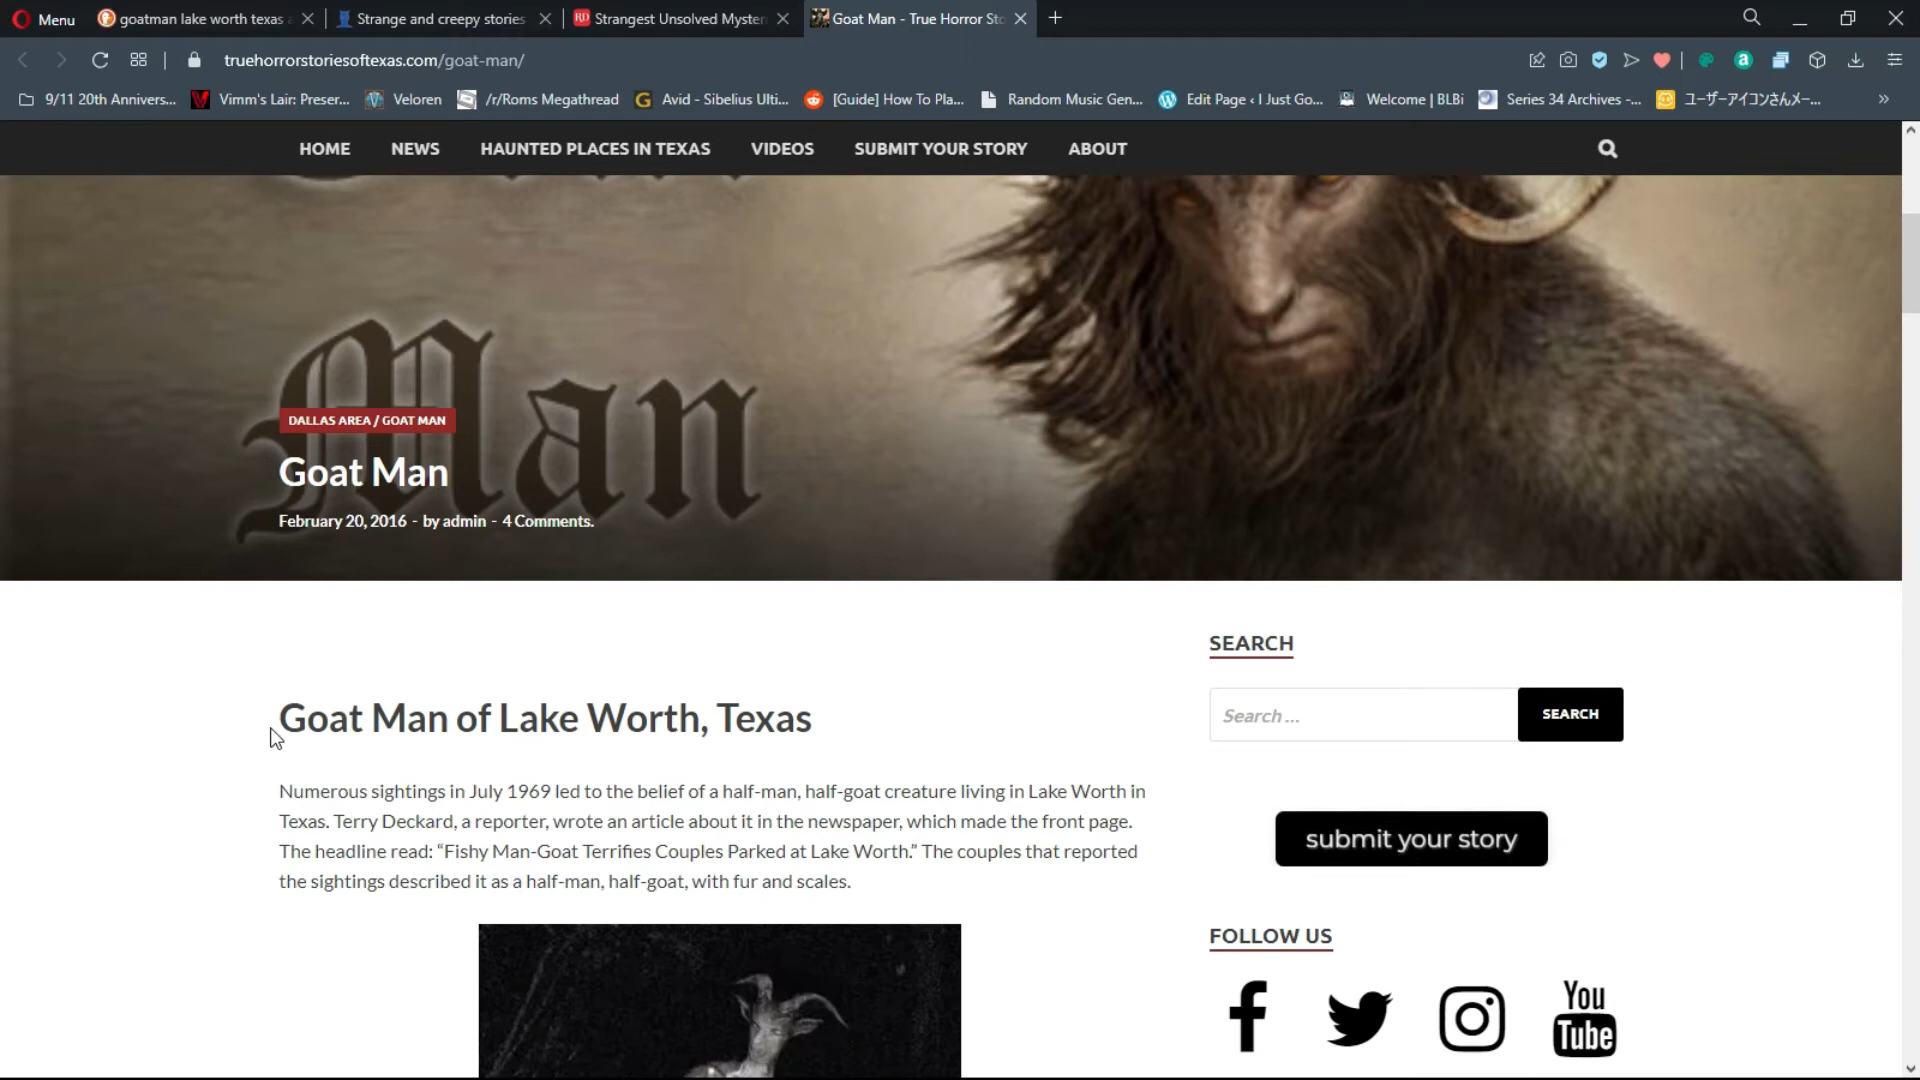 Menu
goatman lake worth texas
Strange and creepy stories
Strangest Unsolved Myster
Goat Man - True Horror Sto
truehorrorstoriesoftexas.com/goat-man/
9/11 20th Annivers...
Vimm's Lair: Preser...
Veloren
/r/Roms Megathread
Avid - Sibelius Ulti...
[Guide] How To Pla...
Random Music Gen...
Edit Page ‹ I Just Go...
Welcome | BLBi
Series 34 Archives -...
ユーザーアイコンさんメー...
»
HOME
NEWS
HAUNTED PLACES IN TEXAS
VIDEOS
SUBMIT YOUR STORY
ABOUT
Man
DALLAS AREA / GOAT MAN
Goat Man
February 20, 2016 - by admin - 4 Comments.
Goat Man of Lake Worth, Texas
Numerous sightings in July 1969 led to the belief of a half-man, half-goat creature living in Lake Worth in
Texas. Terry Deckard, a reporter, wrote an article about it in the newspaper, which made the front page.
The headline read: “Fishy Man-Goat Terrifies Couples Parked at Lake Worth.” The couples that reported
the sightings described it as a half-man, half-goat, with fur and scales.
SEARCH
Search ...
SEARCH
submit your story
FOLLOW US
You
Tube